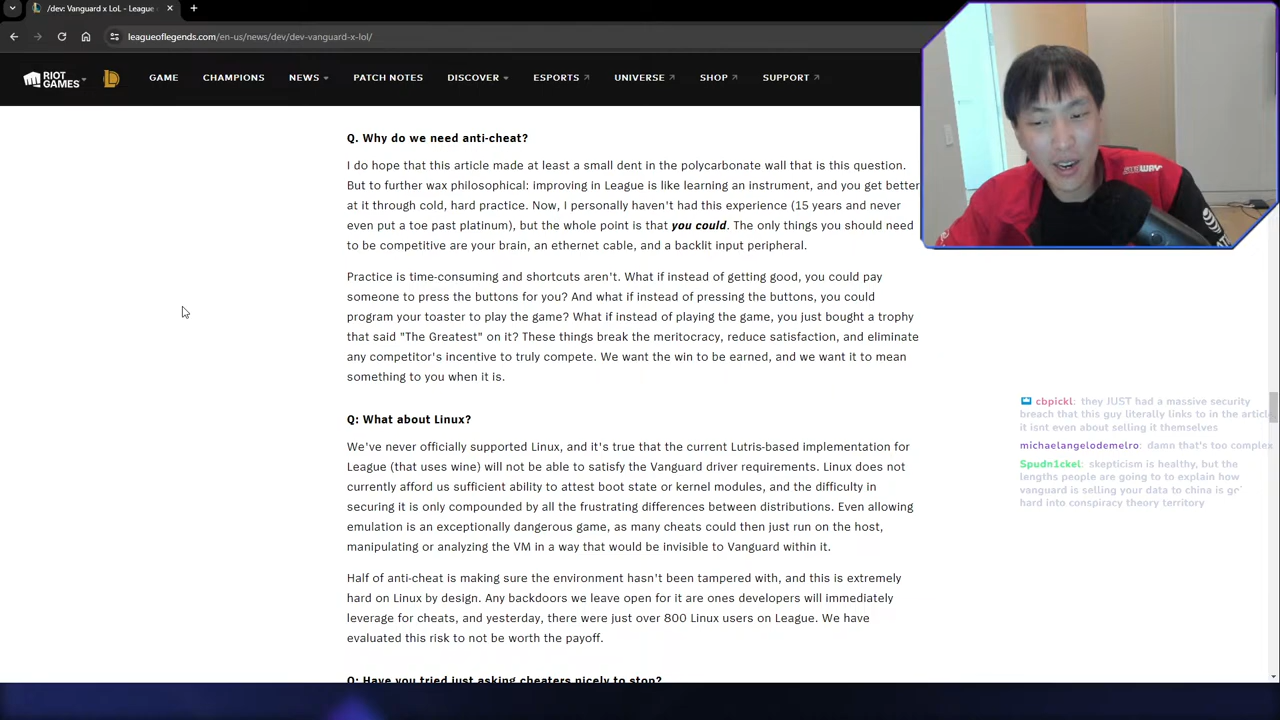 /dev: Vanguard x LoL - League
leagueoflegends.com/en-us/news/dev/dev-vanguard-x-lol/
RIOT GAMES
GAME CHAMPIONS NEWS PATCH NOTES DISCOVER ESPORTS UNIVERSE SHOP SUPPORT
Q. Why do we need anti-cheat?
I do hope that this article made at least a small dent in the polycarbonate wall that is this question.
But to further wax philosophical: improving in League is like learning an instrument, and you get better
at it through cold, hard practice. Now, I personally haven't had this experience (15 years and never
even put a toe past platinum), but the whole point is that you could. The only things you should need
to be competitive are your brain, an ethernet cable, and a backlit input peripheral.
Practice is time-consuming and shortcuts aren't. What if instead of getting good, you could pay
someone to press the buttons for you? And what if instead of pressing the buttons, you could
program your toaster to play the game? What if instead of playing the game, you just bought a trophy
that said "The Greatest" on it? These things break the meritocracy, reduce satisfaction, and eliminate
any competitor's incentive to truly compete. We want the win to be earned, and we want it to mean
something to you when it is.
Q: What about Linux?
We've never officially supported Linux, and it's true that the current Lutris-based implementation for
League (that uses wine) will not be able to satisfy the Vanguard driver requirements. Linux does not
currently afford us sufficient ability to attest boot state or kernel modules, and the difficulty in
securing it is only compounded by all the frustrating differences between distributions. Even allowing
emulation is an exceptionally dangerous game, as many cheats could then just run on the host,
manipulating or analyzing the VM in a way that would be invisible to Vanguard within it.
Half of anti-cheat is making sure the environment hasn't been tampered with, and this is extremely
hard on Linux by design. Any backdoors we leave open for it are ones developers will immediately
leverage for cheats, and yesterday, there were just over 800 Linux users on League. We have
evaluated this risk to not be worth the payoff.
Q: Have you tried just asking cheaters nicely to stop?
cbpickl: they JUST had a massive security
breach that this guy literally links to in the article
it isnt even about selling it themselves
michaelangelodemelro: damn that's too complex
Spudn1ckel: skepticism is healthy, but the
lengths people are going to to explain how
vanguard is selling your data to china is
hard into conspiracy theory territory